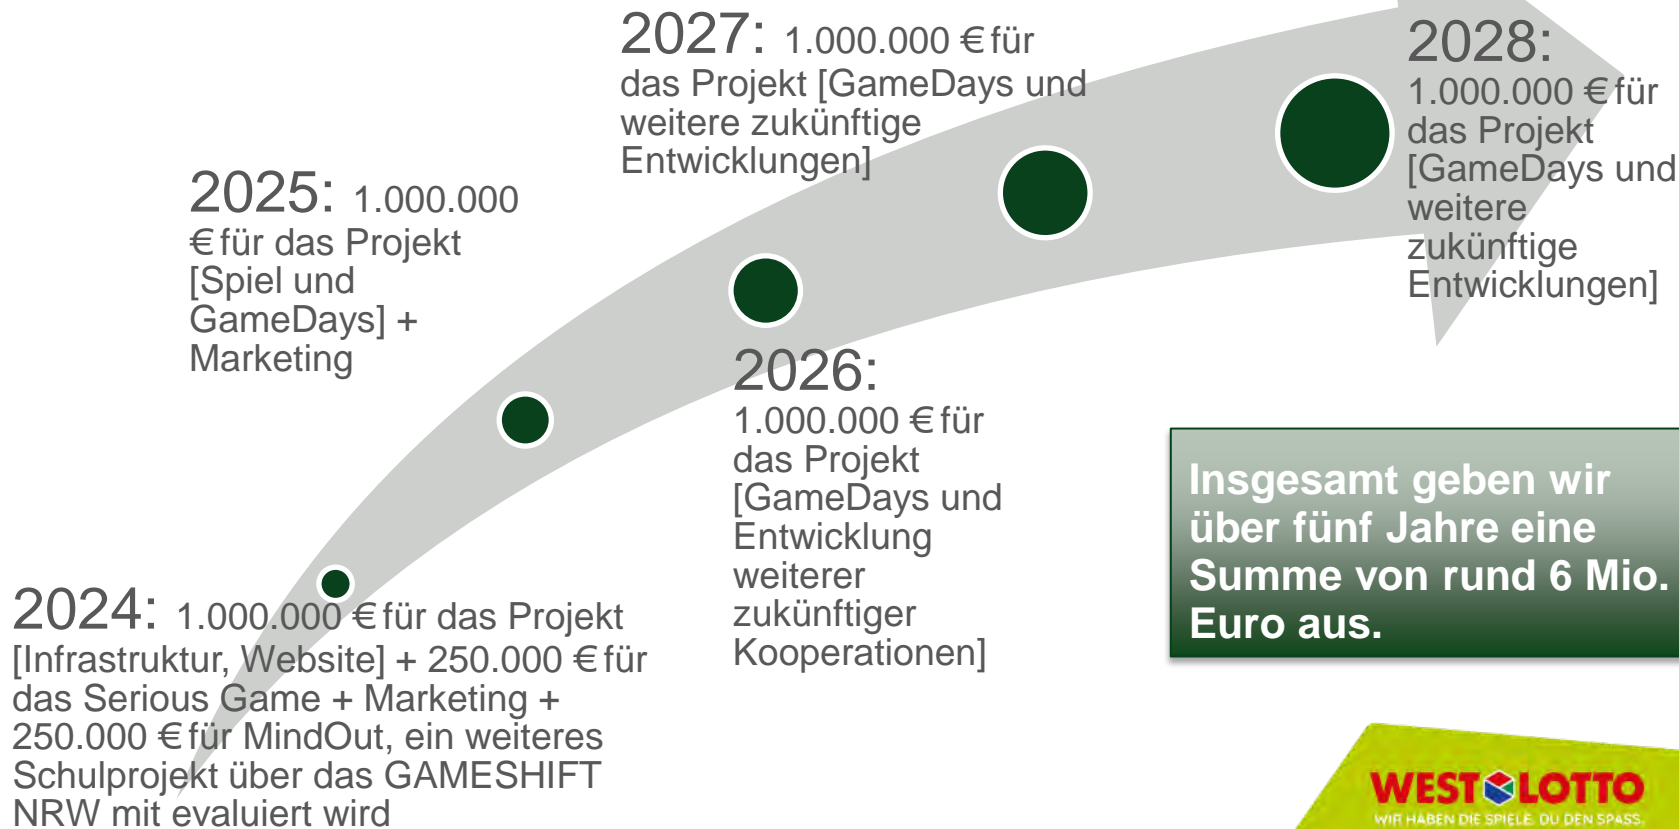 2024: 1.000.000 € für das Projekt
[Infrastruktur, Website] + 250.000 € für
das Serious Game + Marketing +
250.000 € für MindOut, ein weiteres
Schulprojekt über das GAMESHIFT
NRW mit evaluiert wird
2025: 1.000.000
€ für das Projekt
[Spiel und
GameDays] +
Marketing
2026:
1.000.000 € für
das Projekt
[GameDays und
Entwicklung
weiterer
zukünftiger
Kooperationen]
2027: 1.000.000 € für
das Projekt [GameDays und
weitere zukünftige
Entwicklungen]
2028:
1.000.000 € für
das Projekt
[GameDays und
weitere
zukünftige
Entwicklungen]
Insgesamt geben wir
über fünf Jahre eine
Summe von rund 6 Mio.
Euro aus.
WEST LOTTO
WIR HABEN DIE SPIELE. DU DEN SPASS.